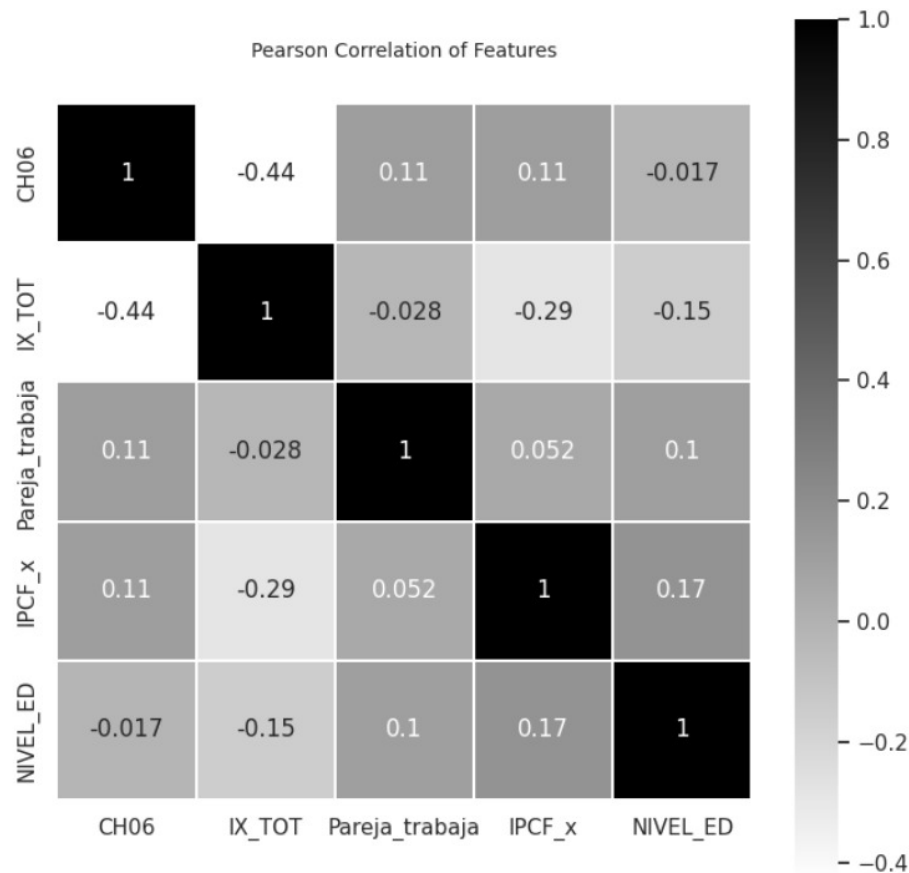 Pearson Correlation of Features
CH06 1 -0.44 0.11 0.11 -0.017
IX_TOT -0.44 1 -0.028 -0.29 -0.15
Pareja_trabaja 0.11 -0.028 1 0.052 0.1
IPCF_x 0.11 -0.29 0.052 1 0.17
NIVEL_ED -0.017 -0.15 0.1 0.17 1
CH06 IX_TOT Pareja_trabaja IPCF_x NIVEL_ED
1.0
0.8
0.6
0.4
0.2
0.0
−0.2
−0.4